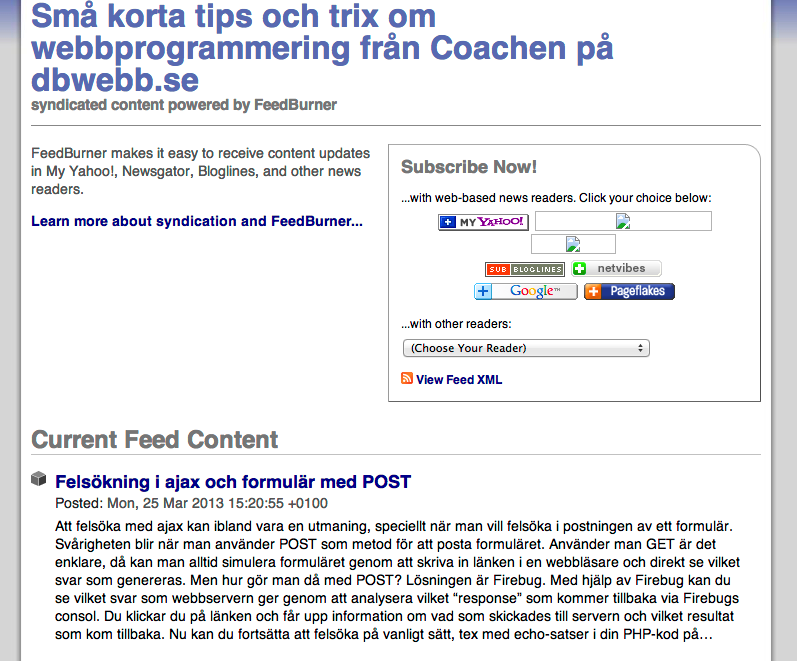 Små korta tips och trix om
webbprogrammering från Coachen på
dbwebb.se
syndicated content powered by FeedBurner
FeedBurner makes it easy to receive content updates
in My Yahoo!, Newsgator, Bloglines, and other news
readers.
Learn more about syndication and FeedBurner...
Subscribe Now!
...with web-based news readers. Click your choice below:
MY YAHOO!
SUB BLOGLINES
netvibes
Google™
Pageflakes
...with other readers:
(Choose Your Reader)
View Feed XML
Current Feed Content
Felsökning i ajax och formulär med POST
Posted: Mon, 25 Mar 2013 15:20:55 +0100
Att felsöka med ajax kan ibland vara en utmaning, speciellt när man vill felsöka i postningen av ett formulär.
Svårigheten blir när man använder POST som metod för att posta formuläret. Använder man GET är det
enklare, då kan man alltid simulera formuläret genom att skriva in länken i en webbläsare och direkt se vilket
svar som genereras. Men hur gör man då med POST? Lösningen är Firebug. Med hjälp av Firebug kan du
se vilket svar som webbservern ger genom att analysera vilket “response” som kommer tillbaka via Firebugs
consol. Du klickar du på länken och får upp information om vad som skickades till servern och vilket resultat
som kom tillbaka. Nu kan du fortsätta att felsöka på vanligt sätt, tex med echo-satser i din PHP-kod på…